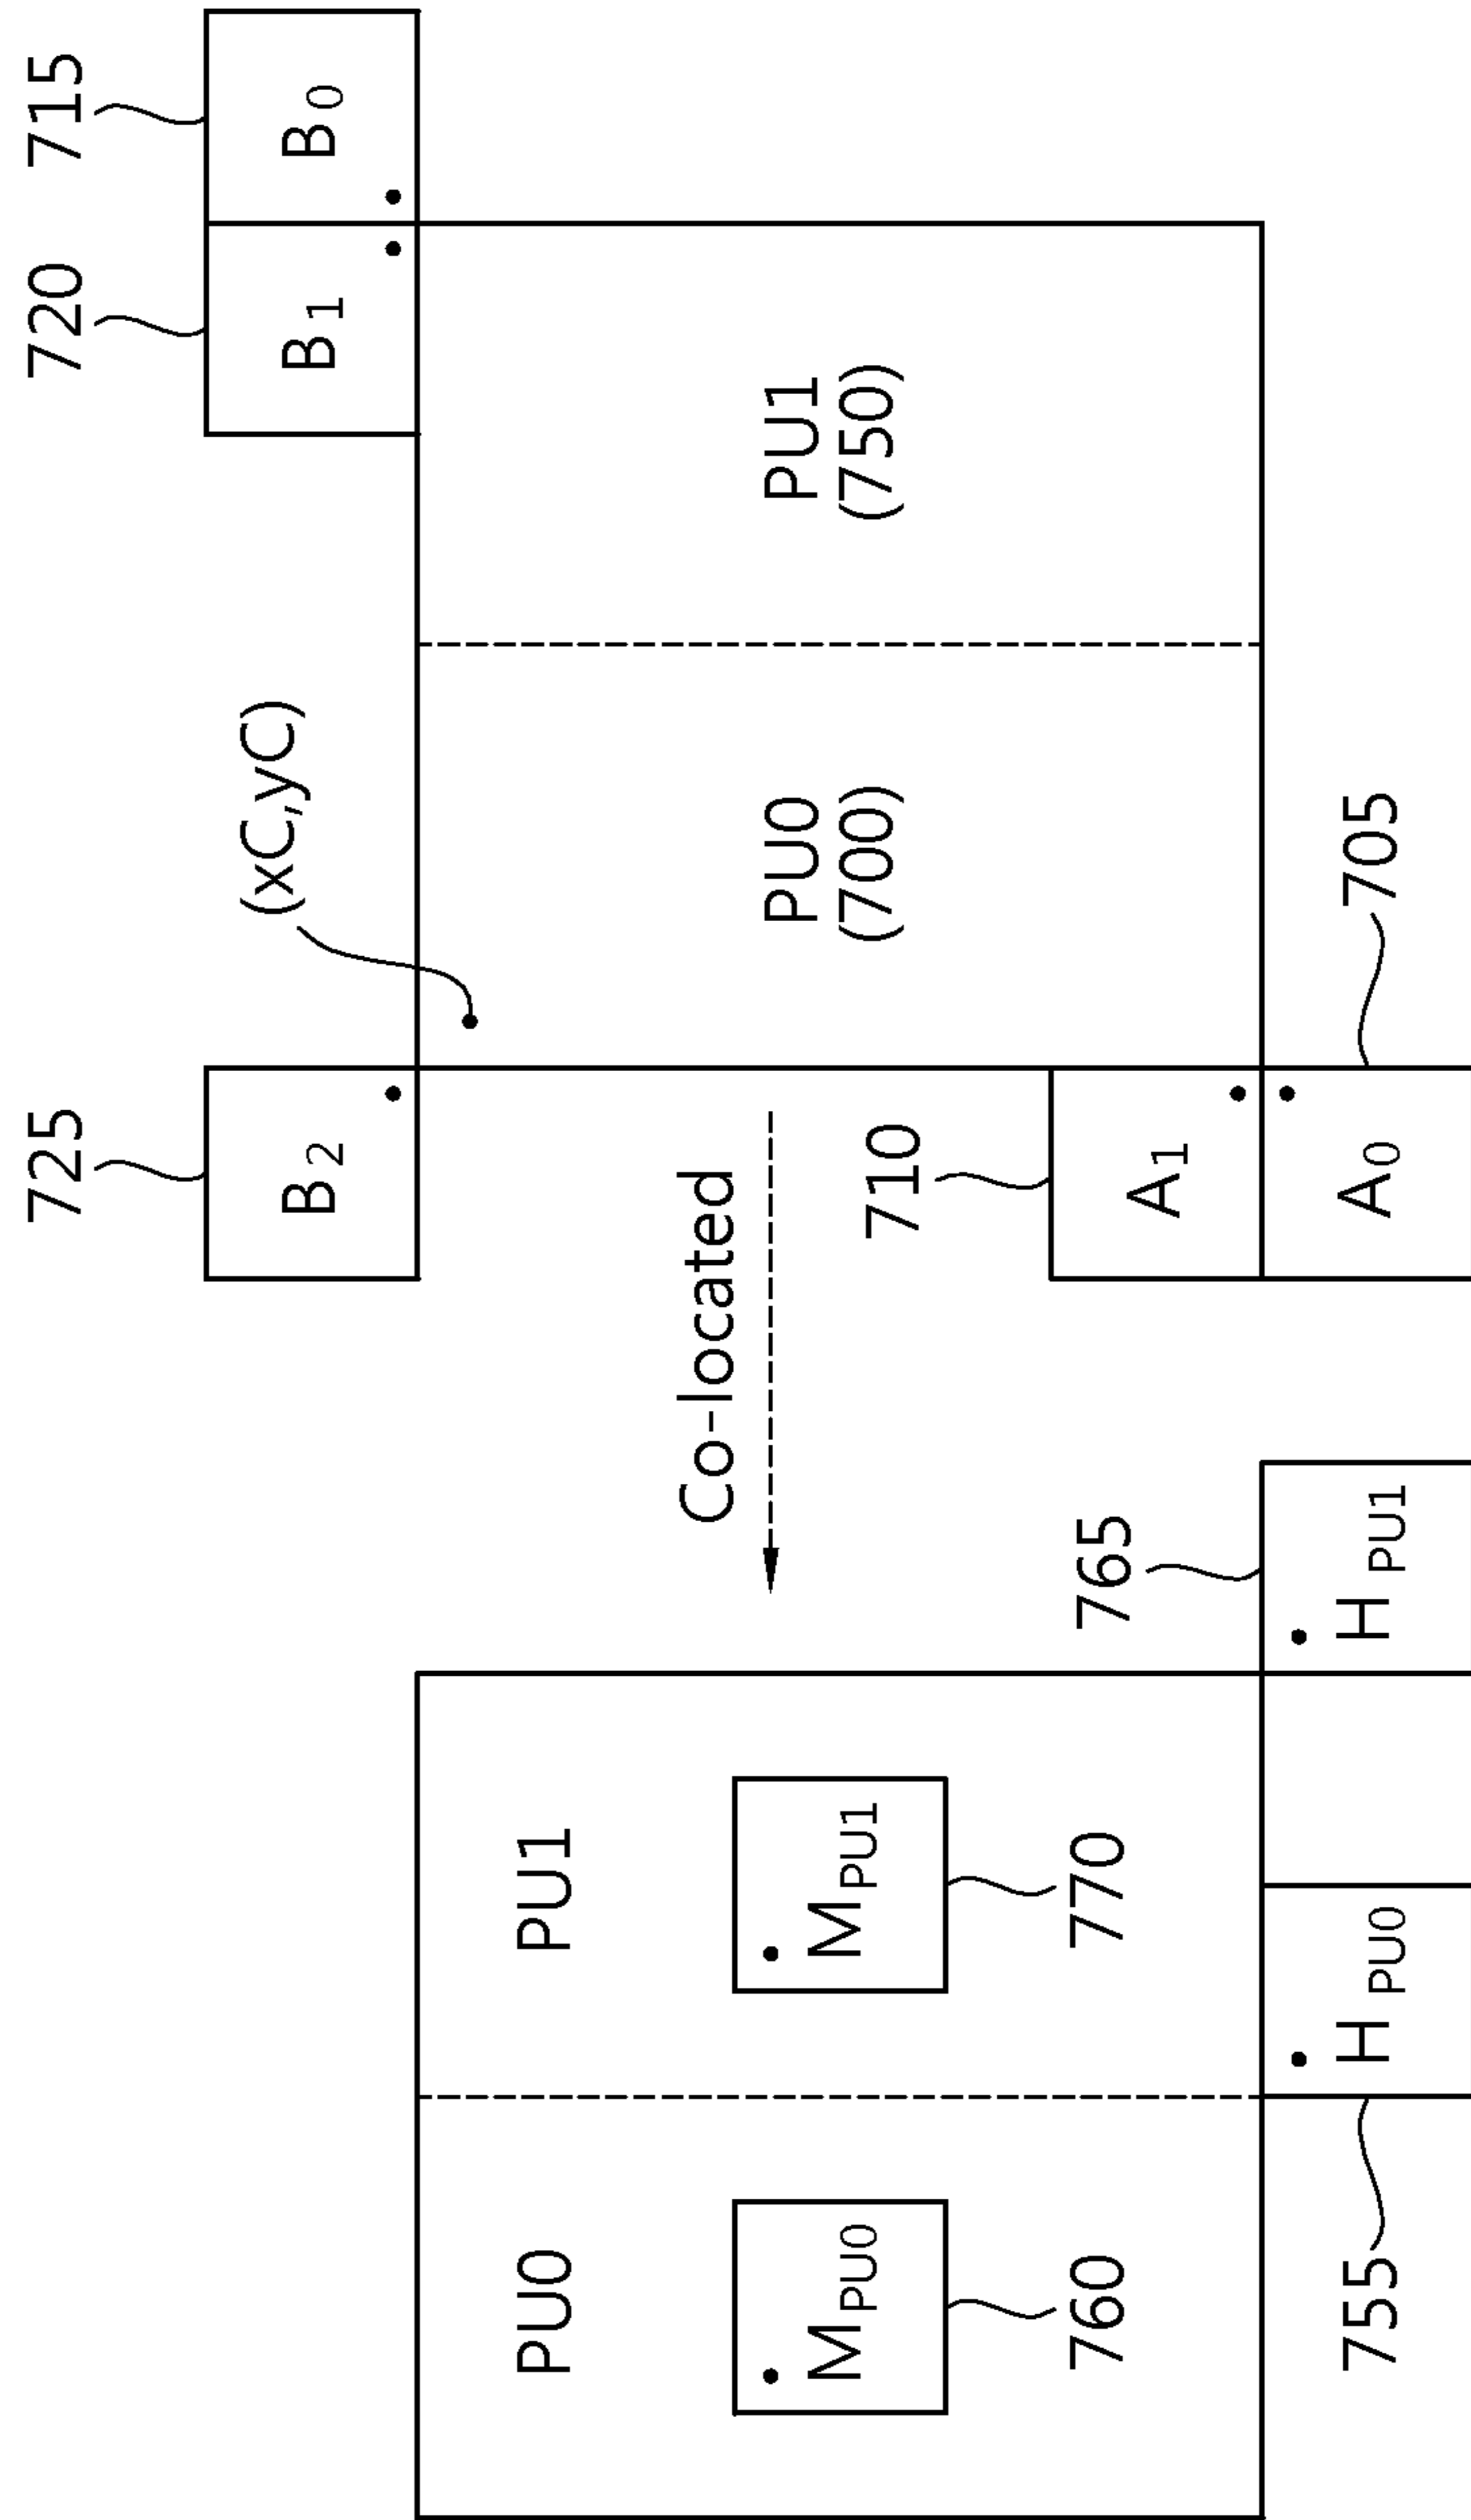 725
720
715
B2
B1
B0
(xC,yC)
PU0
PU1
PU0
(700)
PU1
(750)
Co-located
MPU0
MPU1
710
760
770
765
A1
HPU0
HPU1
A0
755
705